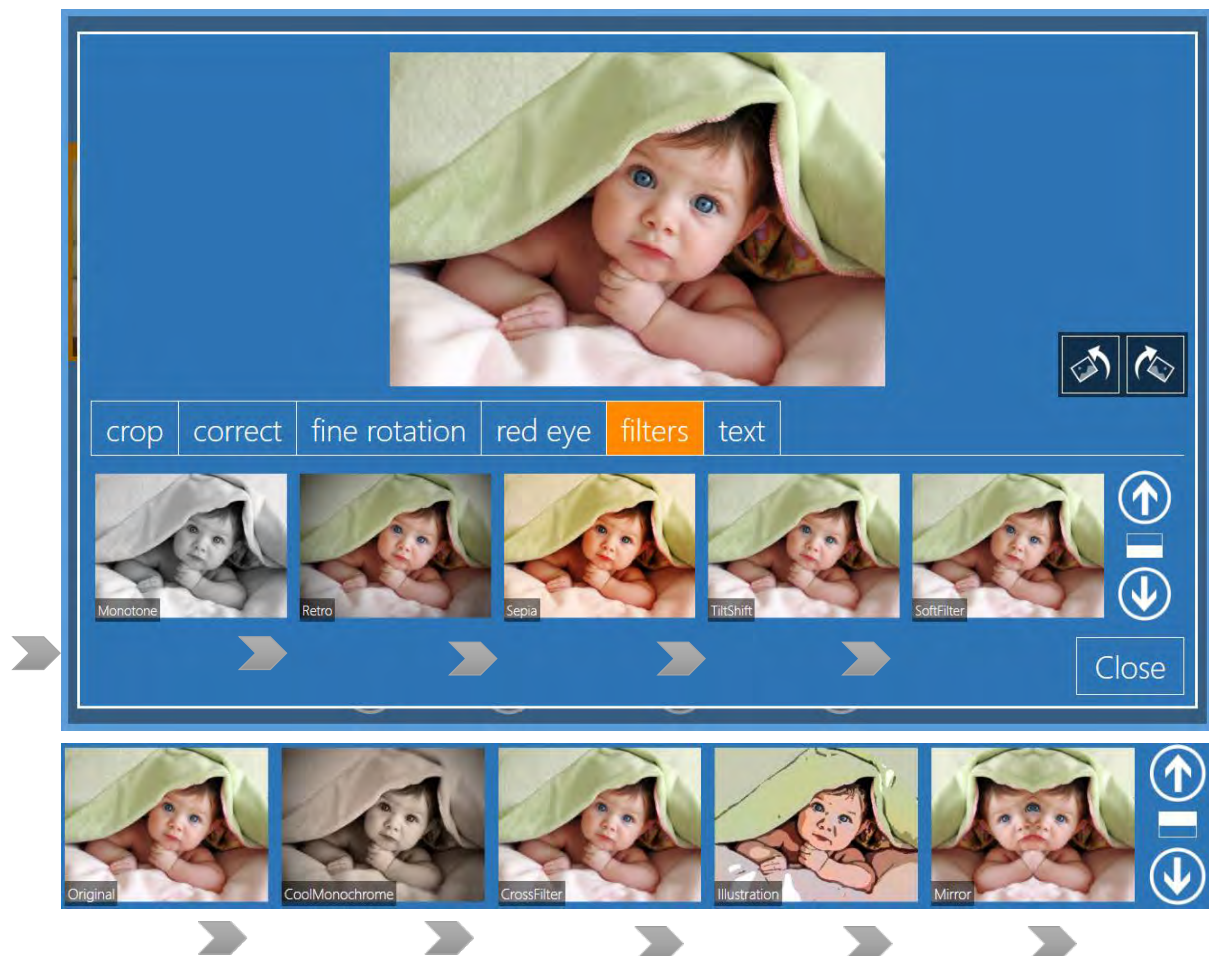 crop correct fine rotation red eye filters text
Monotone Retro Sepia TiltShift SoftFilter
Close
Original CoolMonochrome CrossFilter Illustration Mirror